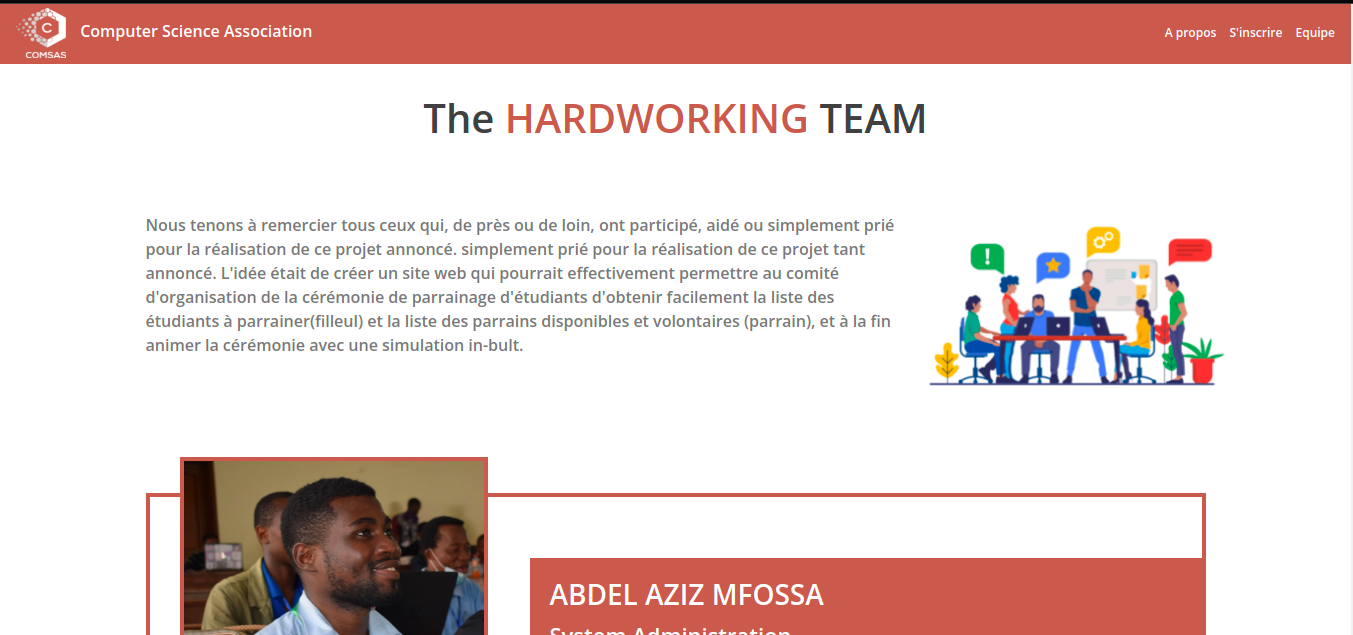 C
COMSAS
Computer Science Association
A propos S'inscrire Equipe
The HARDWORKING TEAM
Nous tenons à remercier tous ceux qui, de près ou de loin, ont participé, aidé ou simplement prié
pour la réalisation de ce projet annoncé. simplement prié pour la réalisation de ce projet tant
annoncé. L'idée était de créer un site web qui pourrait effectivement permettre au comité
d'organisation de la cérémonie de parrainage d'étudiants d'obtenir facilement la liste des
étudiants à parrainer(filleul) et la liste des parrains disponibles et volontaires (parrain), et à la fin
animer la cérémonie avec une simulation in-bult.
!
ABDEL AZIZ MFOSSA
System Administration